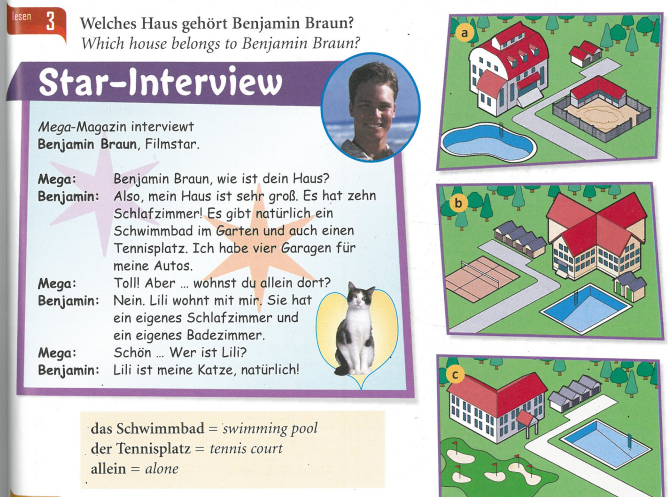 lesen 3
Welches Haus gehört Benjamin Braun?
Which house belongs to Benjamin Braun?
Star-Interview
Mega-Magazin interviewt
Benjamin Braun, Filmstar.
Mega: Benjamin Braun, wie ist dein Haus?
Benjamin: Also, mein Haus ist sehr groß. Es hat zehn
Schlafzimmer! Es gibt natürlich ein
Schwimmbad im Garten und auch einen
Tennisplatz. Ich habe vier Garagen für
meine Autos.
Mega: Toll! Aber ... wohnst du allein dort?
Benjamin: Nein. Lili wohnt mit mir. Sie hat
ein eigenes Schlafzimmer und
ein eigenes Badezimmer.
Mega: Schön ... Wer ist Lili?
Benjamin: Lili ist meine Katze, natürlich!
das Schwimmbad = swimming pool
der Tennisplatz = tennis court
allein = alone
a
b
c